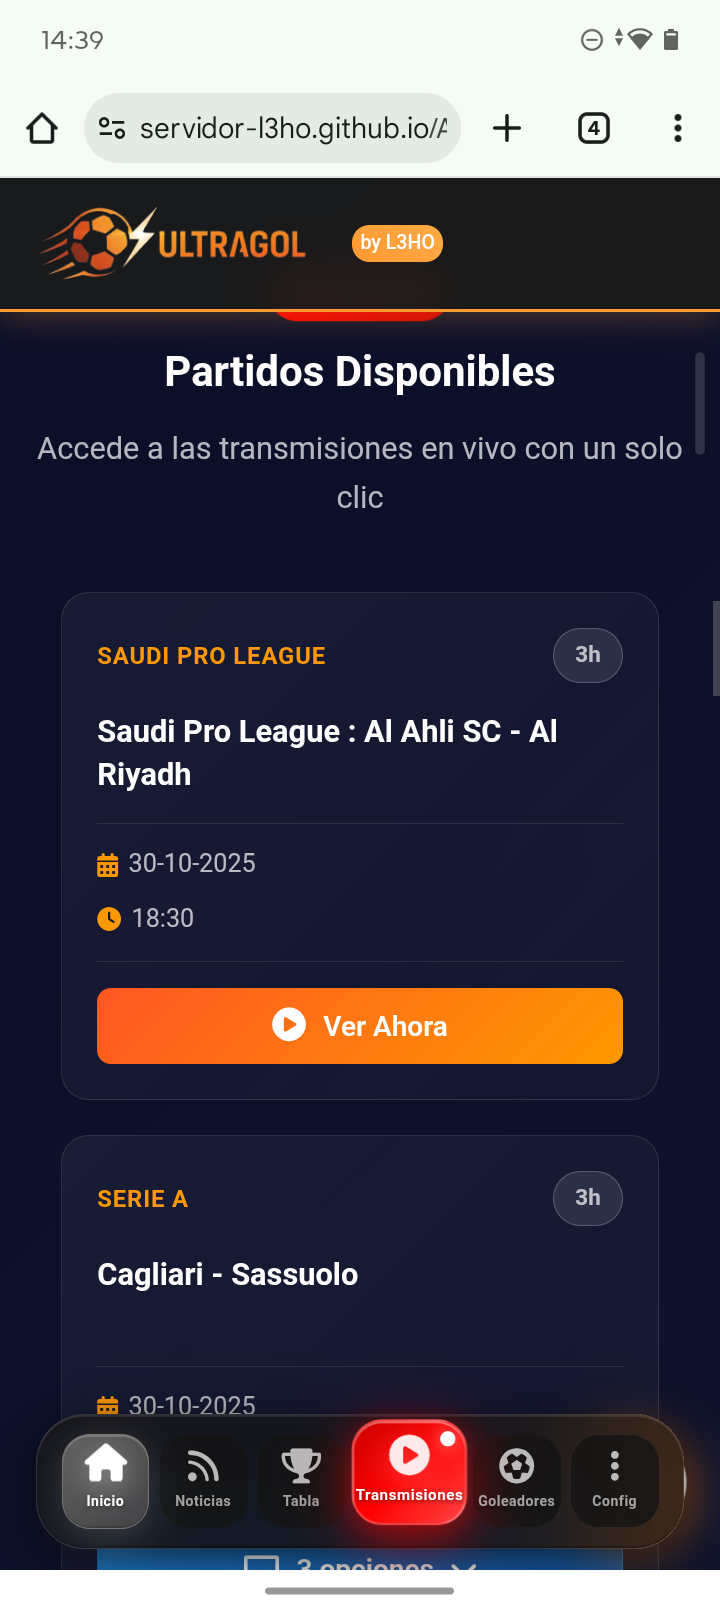 14:39
servidor-l3ho.github.io/A
4
ULTRAGOL
by L3HO
Partidos Disponibles
Accede a las transmisiones en vivo con un solo
clic
SAUDI PRO LEAGUE
3h
Saudi Pro League : Al Ahli SC - Al
Riyadh
30-10-2025
18:30
Ver Ahora
SERIE A
3h
Cagliari - Sassuolo
30-10-2025
Inicio
Noticias
Tabla
Transmisiones
Goleadores
Config
3 opciones